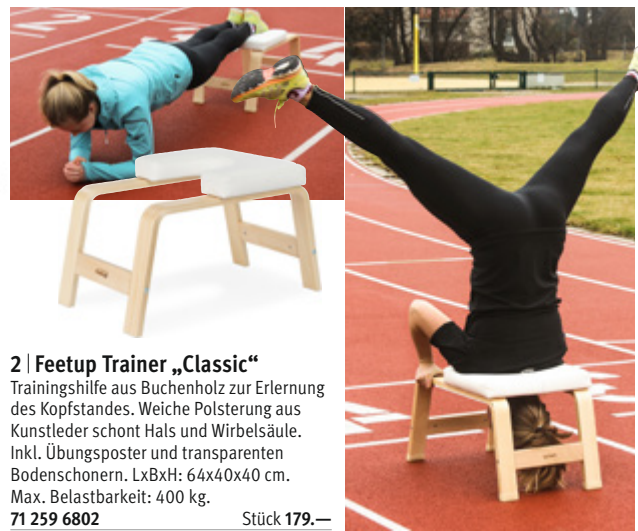 2 | Feetup Trainer „Classic“
Trainingshilfe aus Buchenholz zur Erlernung
des Kopfstandes. Weiche Polsterung aus
Kunstleder schont Hals und Wirbelsäule.
Inkl. Übungsposter und transparenten
Bodenschonern. LxBxH: 64x40x40 cm.
Max. Belastbarkeit: 400 kg.
71 259 6802 Stück 179.—